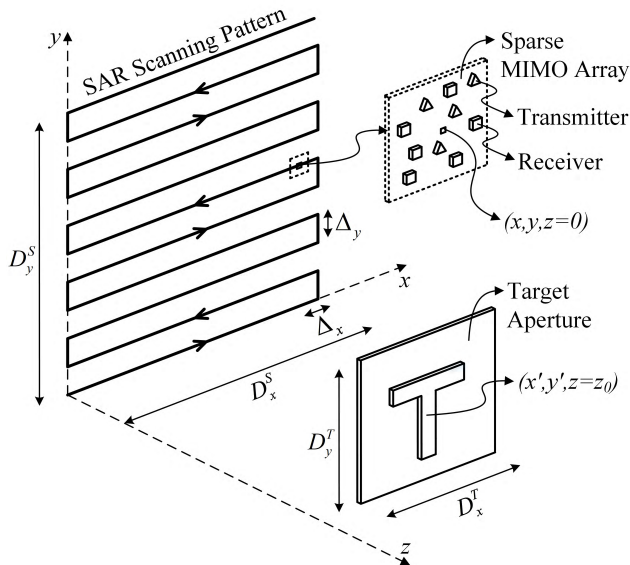 y
SAR Scanning Pattern
Sparse
MIMO Array
Transmitter
Receiver
(x,y,z=0)
D_y^S
Δ_y
x
Δ_x
D_x^S
Target
Aperture
(x',y',z=z_0)
D_y^T
D_x^T
z